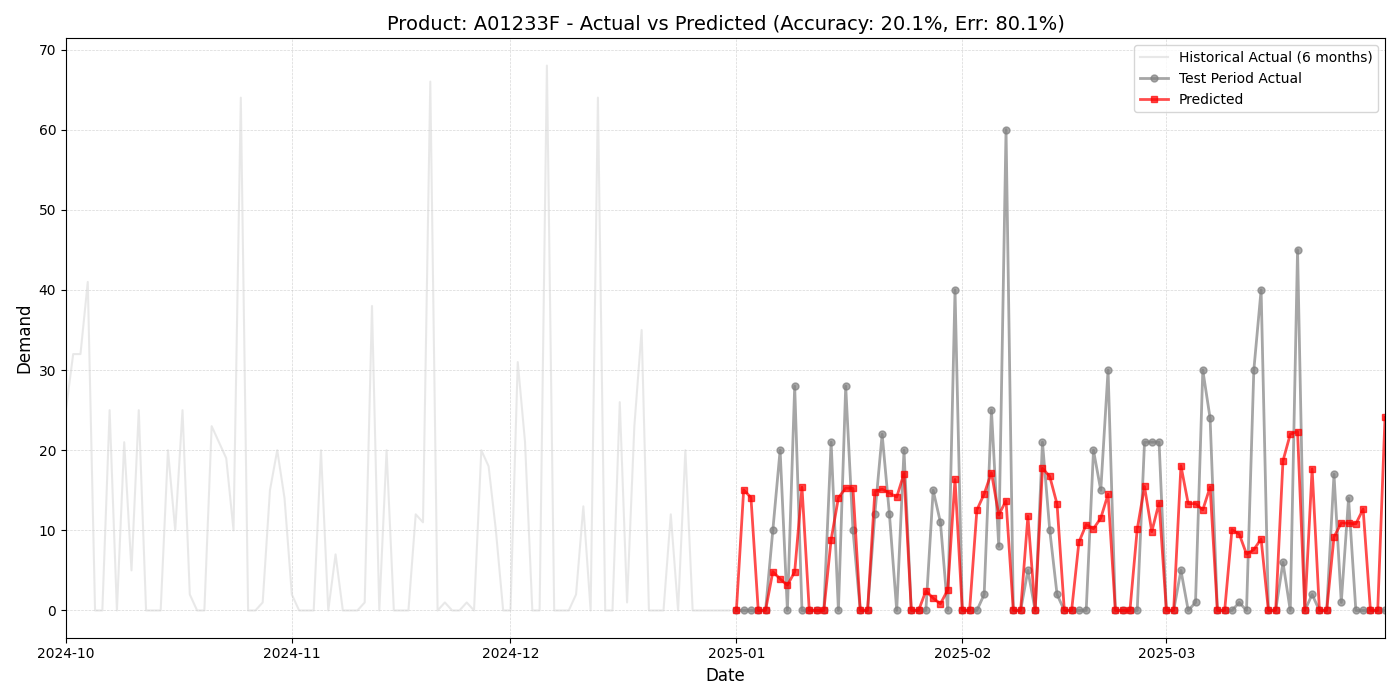 Product: A01233F - Actual vs Predicted (Accuracy: 20.1%, Err: 80.1%)
Historical Actual (6 months)
Test Period Actual
Predicted
Demand
70
60
50
40
30
20
10
0
2024-10
2024-11
2024-12
2025-01
2025-02
2025-03
Date